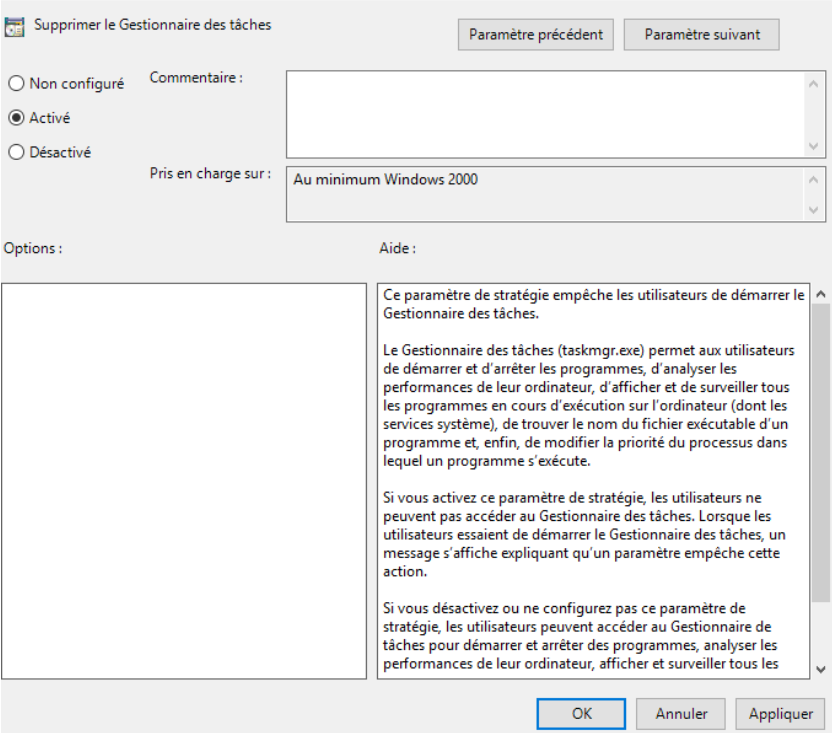 Supprimer le Gestionnaire des tâches
Paramètre précédent
Paramètre suivant
Non configuré
Commentaire :
Activé
Désactivé
Pris en charge sur :
Au minimum Windows 2000
Options :
Aide :
Ce paramètre de stratégie empêche les utilisateurs de démarrer le
Gestionnaire des tâches.
Le Gestionnaire des tâches (taskmgr.exe) permet aux utilisateurs
de démarrer et d’arrêter les programmes, d’analyser les
performances de leur ordinateur, d’afficher et de surveiller tous
les programmes en cours d’exécution sur l’ordinateur (dont les
services système), de trouver le nom du fichier exécutable d’un
programme et, enfin, de modifier la priorité du processus dans
lequel un programme s’exécute.
Si vous activez ce paramètre de stratégie, les utilisateurs ne
peuvent pas accéder au Gestionnaire des tâches. Lorsque les
utilisateurs essaient de démarrer le Gestionnaire des tâches, un
message s’affiche expliquant qu’un paramètre empêche cette
action.
Si vous désactivez ou ne configurez pas ce paramètre de
stratégie, les utilisateurs peuvent accéder au Gestionnaire de
tâches pour démarrer et arrêter des programmes, analyser les
performances de leur ordinateur, afficher et surveiller tous les
OK
Annuler
Appliquer